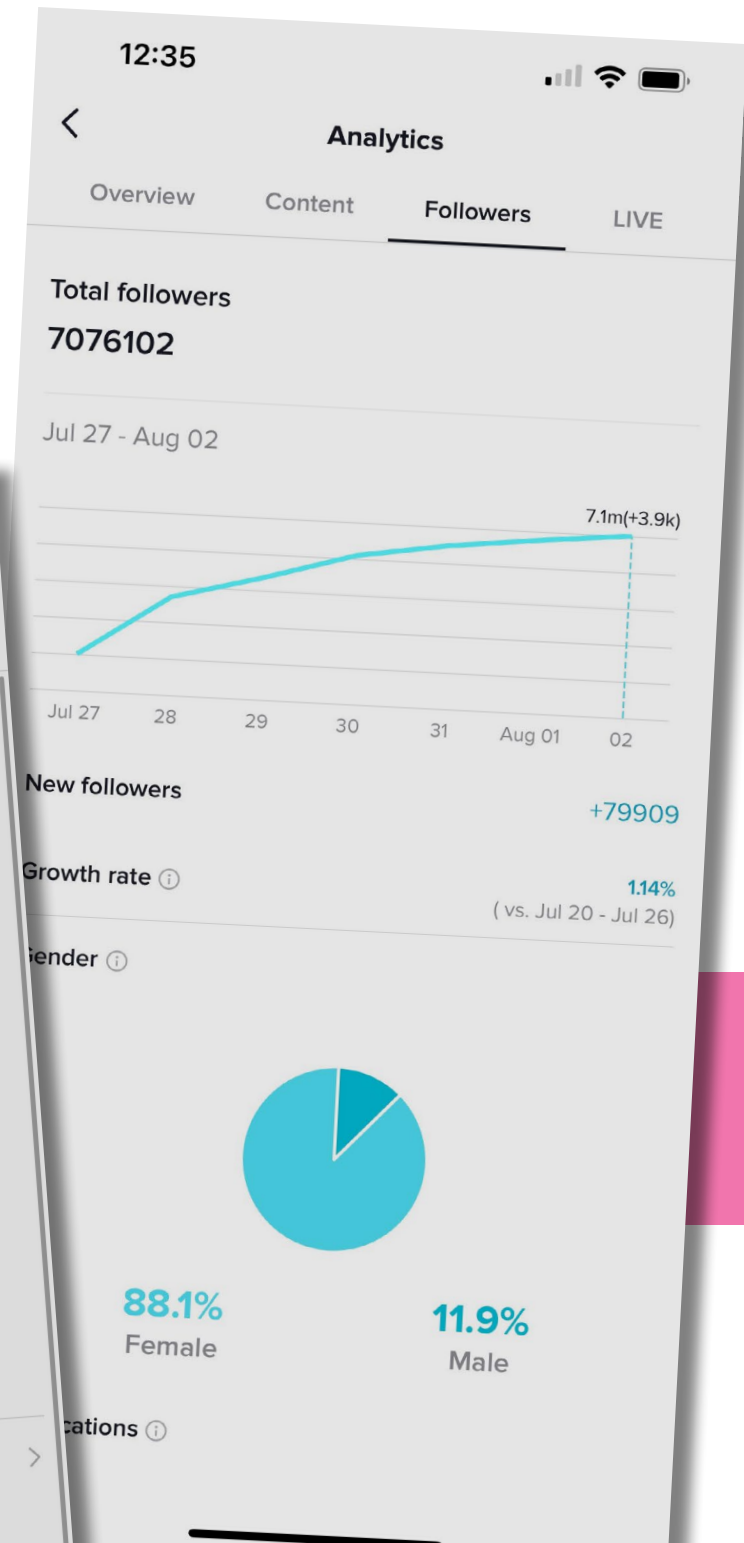 12:35
Analytics
Overview Content Followers LIVE
Total followers
7076102
Jul 27 - Aug 02
7.1m(+3.9k)
Jul 27 28 29 30 31 Aug 01 02
New followers
+79909
Growth rate
1.14%
( vs. Jul 20 - Jul 26)
Gender
88.1% 11.9%
Female Male
cations